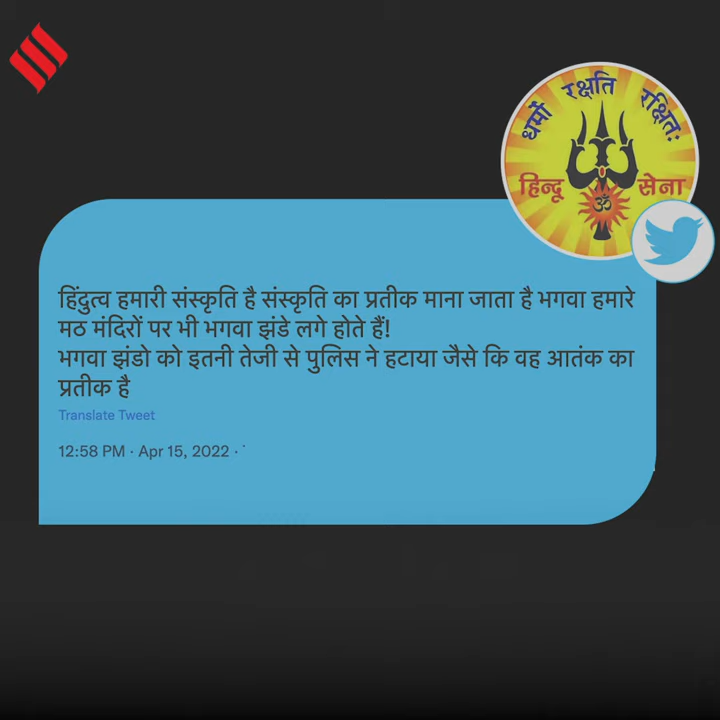 धर्मो रक्षति रक्षित:
हिन्दू सेना
ॐ
हिंदुत्व हमारी संस्कृति है संस्कृति का प्रतीक माना जाता है भगवा हमारे
मठ मंदिरों पर भी भगवा झंडे लगे होते हैं!
भगवा झंडो को इतनी तेजी से पुलिस ने हटाया जैसे कि वह आतंक का
प्रतीक है
Translate Tweet
12:58 PM · Apr 15, 2022 ·